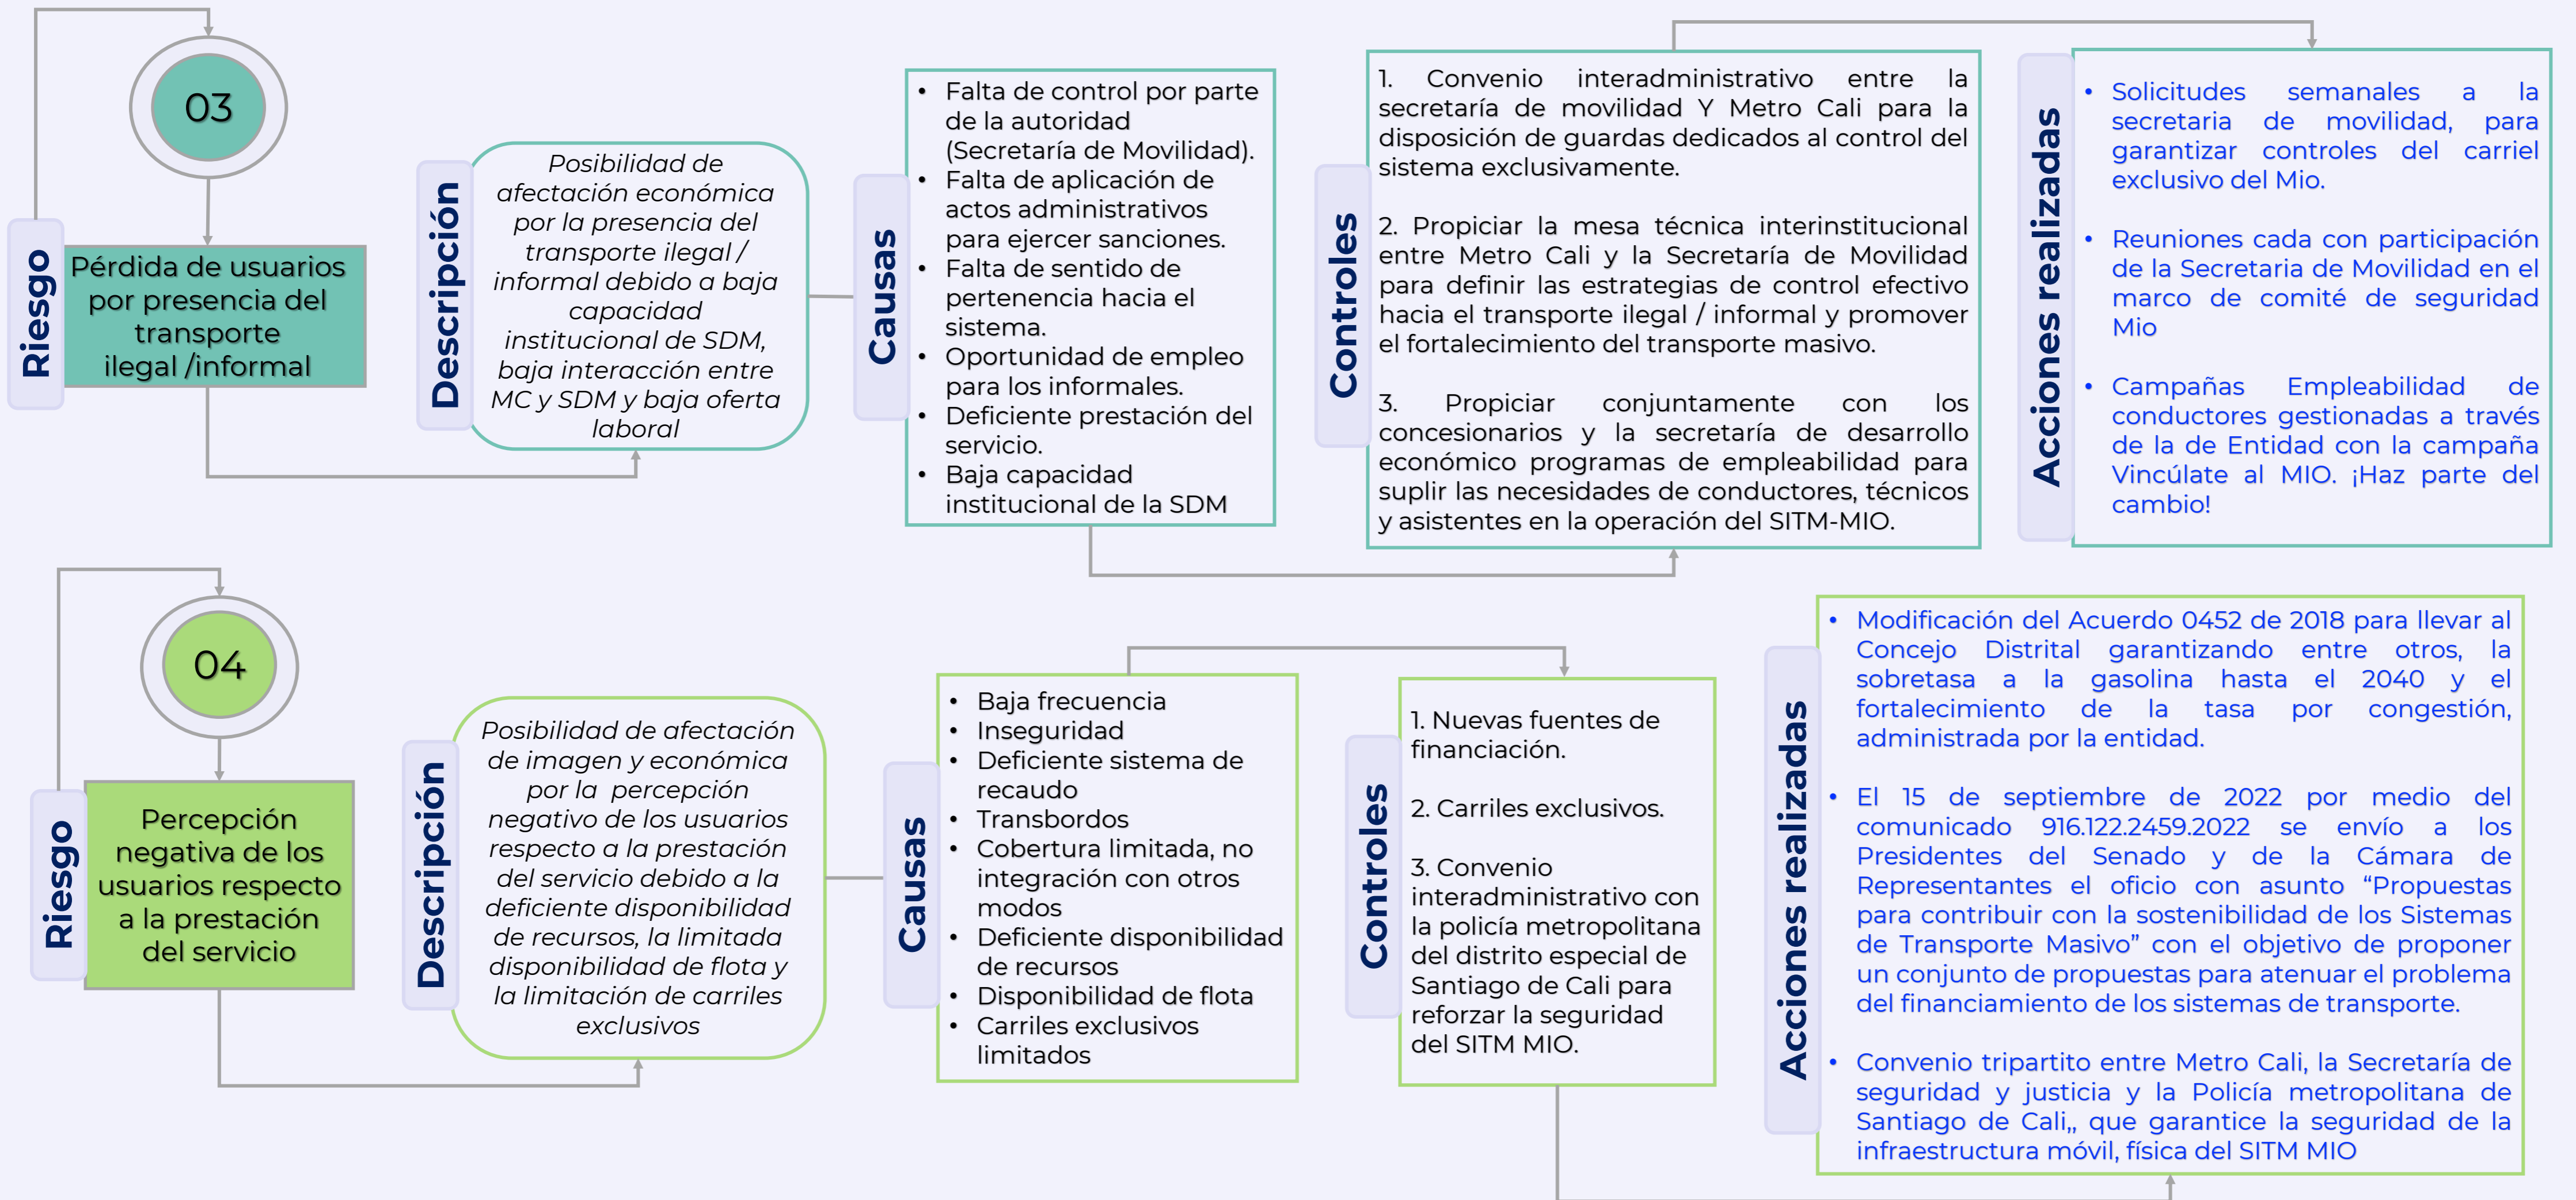 03
Riesgo
Pérdida de usuarios
por presencia del
transporte
ilegal /informal
Descripción
Posibilidad de
afectación económica
por la presencia del
transporte ilegal /
informal debido a baja
capacidad
institucional de SDM,
baja interacción entre
MC y SDM y baja oferta
laboral
Causas
• Falta de control por parte
de la autoridad
(Secretaría de Movilidad).
• Falta de aplicación de
actos administrativos
para ejercer sanciones.
• Falta de sentido de
pertenencia hacia el
sistema.
• Oportunidad de empleo
para los informales.
• Deficiente prestación del
servicio.
• Baja capacidad
institucional de la SDM
Controles
1. Convenio interadministrativo entre la
secretaría de movilidad Y Metro Cali para la
disposición de guardas dedicados al control del
sistema exclusivamente.
2. Propiciar la mesa técnica interinstitucional
entre Metro Cali y la Secretaría de Movilidad
para definir las estrategias de control efectivo
hacia el transporte ilegal / informal y promover
el fortalecimiento del transporte masivo.
3. Propiciar conjuntamente con los
concesionarios y la secretaría de desarrollo
económico programas de empleabilidad para
suplir las necesidades de conductores, técnicos
y asistentes en la operación del SITM-MIO.
Acciones realizadas
• Solicitudes semanales a la
secretaria de movilidad, para
garantizar controles del carriel
exclusivo del Mio.
• Reuniones cada con participación
de la Secretaria de Movilidad en el
marco de comité de seguridad
Mio
• Campañas Empleabilidad de
conductores gestionadas a través
de la de Entidad con la campaña
Vincúlate al MIO. ¡Haz parte del
cambio!
04
Riesgo
Percepción
negativa de los
usuarios respecto
a la prestación
del servicio
Descripción
Posibilidad de afectación
de imagen y económica
por la percepción
negativo de los usuarios
respecto a la prestación
del servicio debido a la
deficiente disponibilidad
de recursos, la limitada
disponibilidad de flota y
la limitación de carriles
exclusivos
Causas
• Baja frecuencia
• Inseguridad
• Deficiente sistema de
recaudo
• Transbordos
• Cobertura limitada, no
integración con otros
modos
• Deficiente disponibilidad
de recursos
• Disponibilidad de flota
• Carriles exclusivos
limitados
Controles
1. Nuevas fuentes de
financiación.
2. Carriles exclusivos.
3. Convenio
interadministrativo con
la policía metropolitana
del distrito especial de
Santiago de Cali para
reforzar la seguridad
del SITM MIO.
Acciones realizadas
• Modificación del Acuerdo 0452 de 2018 para llevar al
Concejo Distrital garantizando entre otros, la
sobretasa a la gasolina hasta el 2040 y el
fortalecimiento de la tasa por congestión,
administrada por la entidad.
• El 15 de septiembre de 2022 por medio del
comunicado 916.122.2459.2022 se envío a los
Presidentes del Senado y de la Cámara de
Representantes el oficio con asunto “Propuestas
para contribuir con la sostenibilidad de los Sistemas
de Transporte Masivo” con el objetivo de proponer
un conjunto de propuestas para atenuar el problema
del financiamiento de los sistemas de transporte.
• Convenio tripartito entre Metro Cali, la Secretaría de
seguridad y justicia y la Policía metropolitana de
Santiago de Cali,, que garantice la seguridad de la
infraestructura móvil, física del SITM MIO